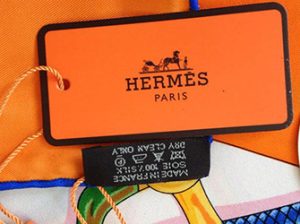 HERMÈS
PARIS
DRY CLEAN ONLY
SOIE 100% SILK
MADE IN FRANCE